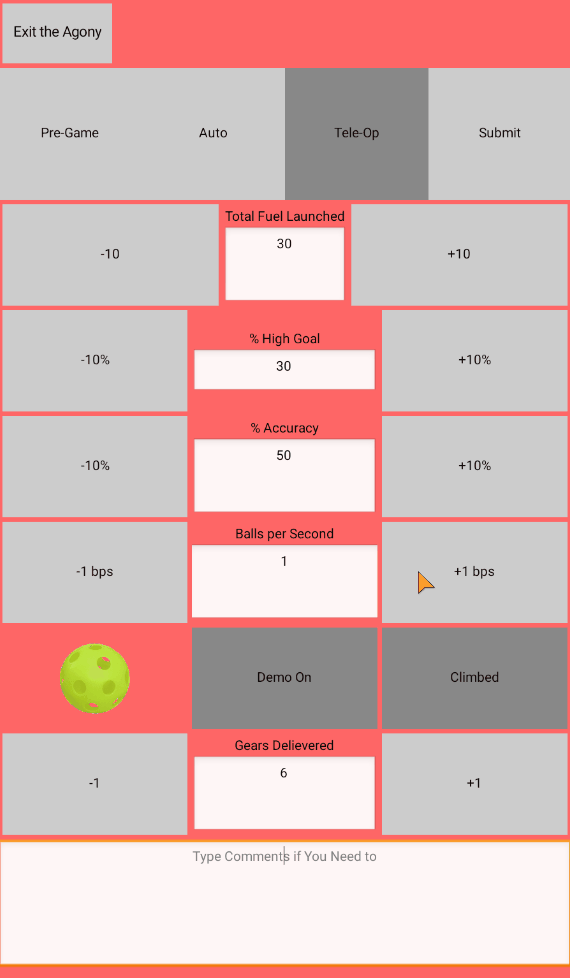 Exit the Agony
Pre-Game Auto Tele-Op Submit
Total Fuel Launched
-10 30 +10
% High Goal
-10% 30 +10%
% Accuracy
-10% 50 +10%
Balls per Second
-1 bps 1 +1 bps
Demo On Climbed
Gears Delievered
-1 6 +1
Type Comments if You Need to